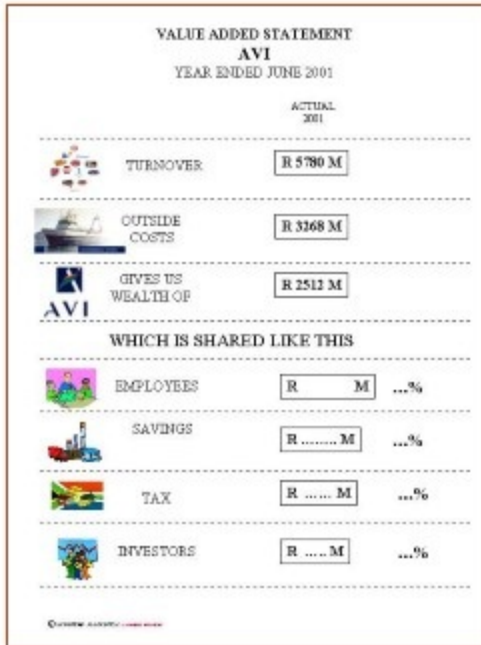 VALUE ADDED STATEMENT
AVI
YEAR ENDED JUNE 2001
ACTUAL
2001
TURNOVER R 5780 M
OUTSIDE
COSTS
R 3268 M
GIVES US
WEALTH OF
R 2512 M
AVI
WHICH IS SHARED LIKE THIS
EMPLOYEES R M ...%
SAVINGS R ........ M ...%
TAX R ...... M ...%
INVESTORS R ..... M ...%